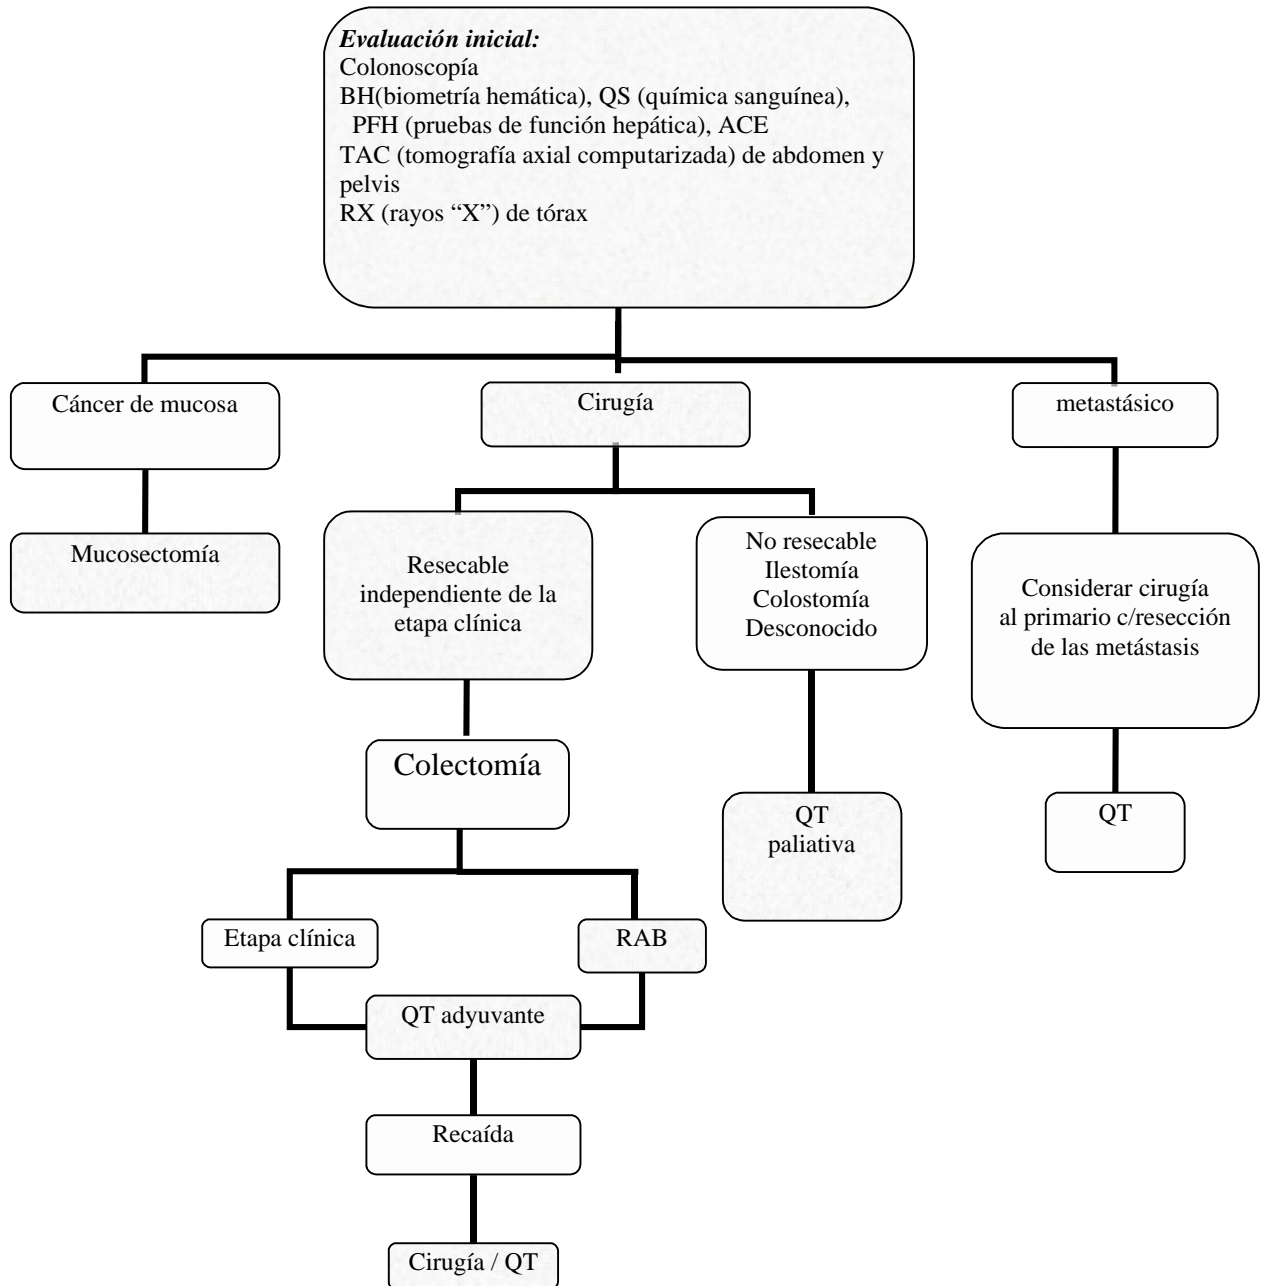 Evaluación inicial:
Colonoscopía
BH(biometría hemática), QS (química sanguínea),
PFH (pruebas de función hepática), ACE
TAC (tomografía axial computarizada) de abdomen y
pelvis
RX (rayos “X”) de tórax
Cáncer de mucosa
Cirugía
metastásico
Mucosectomía
Resecable
independiente de la
etapa clínica
No resecable
Ilestomía
Colostomía
Desconocido
Considerar cirugía
al primario c/resección
de las metástasis
Colectomía
QT
paliativa
QT
Etapa clínica
RAB
QT adyuvante
Recaída
Cirugía / QT